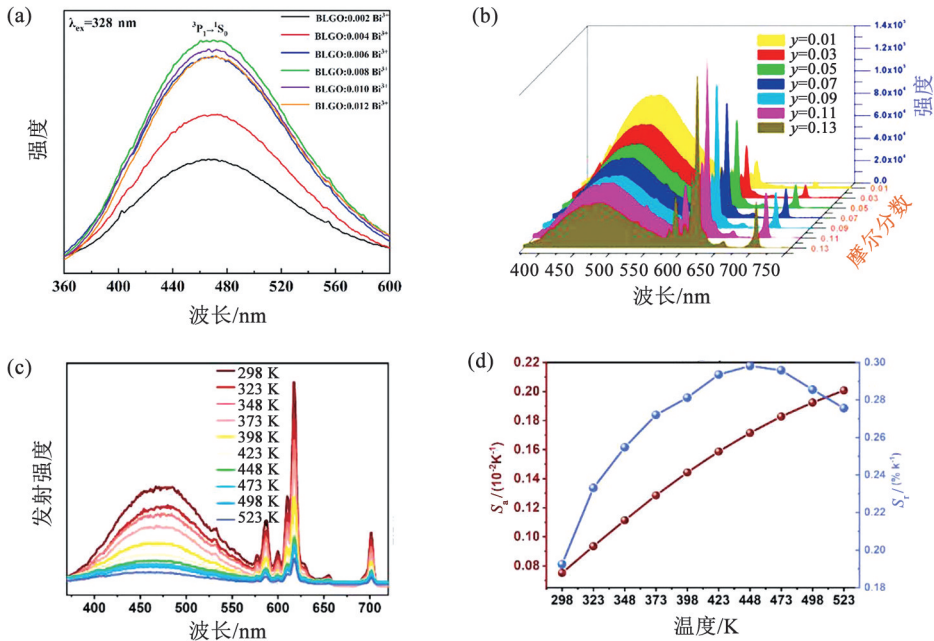 (a)
λex=328 nm
³P₁→¹S₀
BLGO:0.002 Bi³⁺
BLGO:0.004 Bi³⁺
BLGO:0.006 Bi³⁺
BLGO:0.008 Bi³⁺
BLGO:0.010 Bi³⁺
BLGO:0.012 Bi³⁺
强度
360 400 440 480 520 560 600
波长/nm
(b)
y=0.01
y=0.03
y=0.05
y=0.07
y=0.09
y=0.11
y=0.13
1.4×10⁵
1.2×10⁵
1.0×10⁵
8.0×10⁴
6.0×10⁴
4.0×10⁴
2.0×10⁴
0.0
强度
0.01
0.03
0.05
0.07
0.09
0.11
0.13
摩尔分数
400 450 500 550 600 650 700 750
波长/nm
(c)
298 K
323 K
348 K
373 K
398 K
423 K
448 K
473 K
498 K
523 K
发射强度
400 450 500 550 600 650 700
波长/nm
(d)
0.22
0.20
0.18
0.16
0.14
0.12
0.10
0.08
Sa/(10⁻²K⁻¹)
0.30
0.28
0.26
0.24
0.22
0.20
0.18
Sr/(% k⁻¹)
298 323 348 373 398 423 448 473 498 523
温度/K